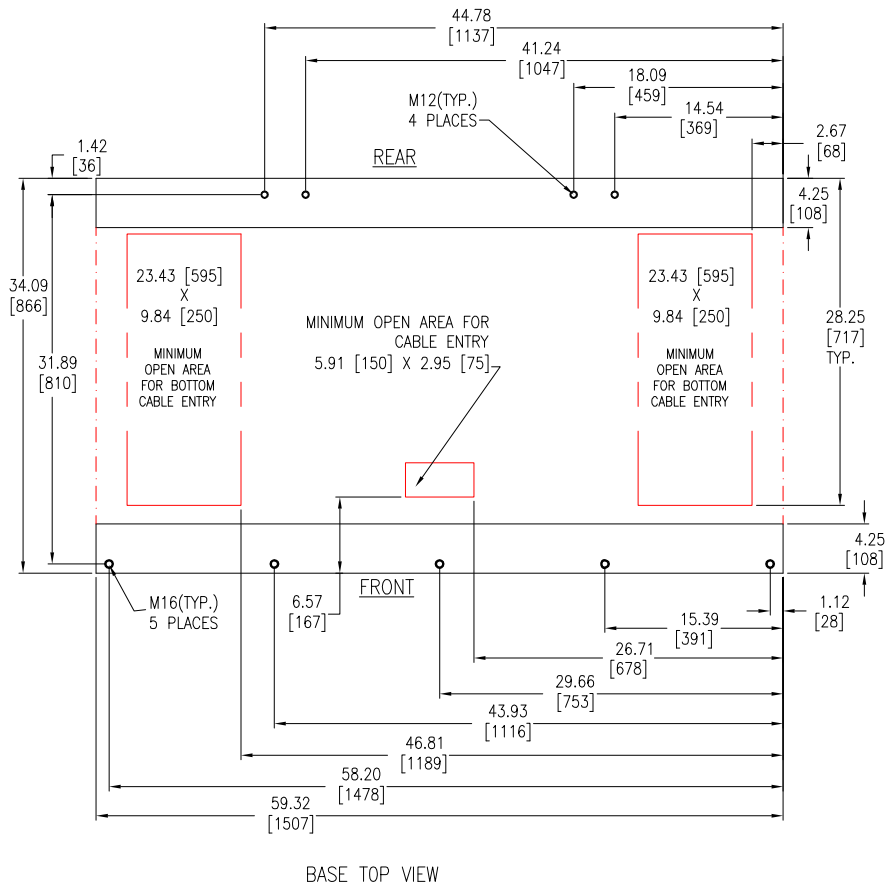 44.78
[1137]
41.24
[1047]
18.09
[459]
M12(TYP.)
4 PLACES
14.54
[369]
2.67
[68]
1.42
[36]
REAR
4.25
[108]
34.09
[866]
31.89
[810]
23.43 [595]
X
9.84 [250]
MINIMUM
OPEN AREA
FOR BOTTOM
CABLE ENTRY
MINIMUM OPEN AREA FOR
CABLE ENTRY
5.91 [150] X 2.95 [75]
23.43 [595]
X
9.84 [250]
MINIMUM
OPEN AREA
FOR BOTTOM
CABLE ENTRY
28.25
[717]
TYP.
4.25
[108]
FRONT
M16(TYP.)
5 PLACES
6.57
[167]
1.12
[28]
15.39
[391]
26.71
[678]
29.66
[753]
43.93
[1116]
46.81
[1189]
58.20
[1478]
59.32
[1507]
BASE TOP VIEW